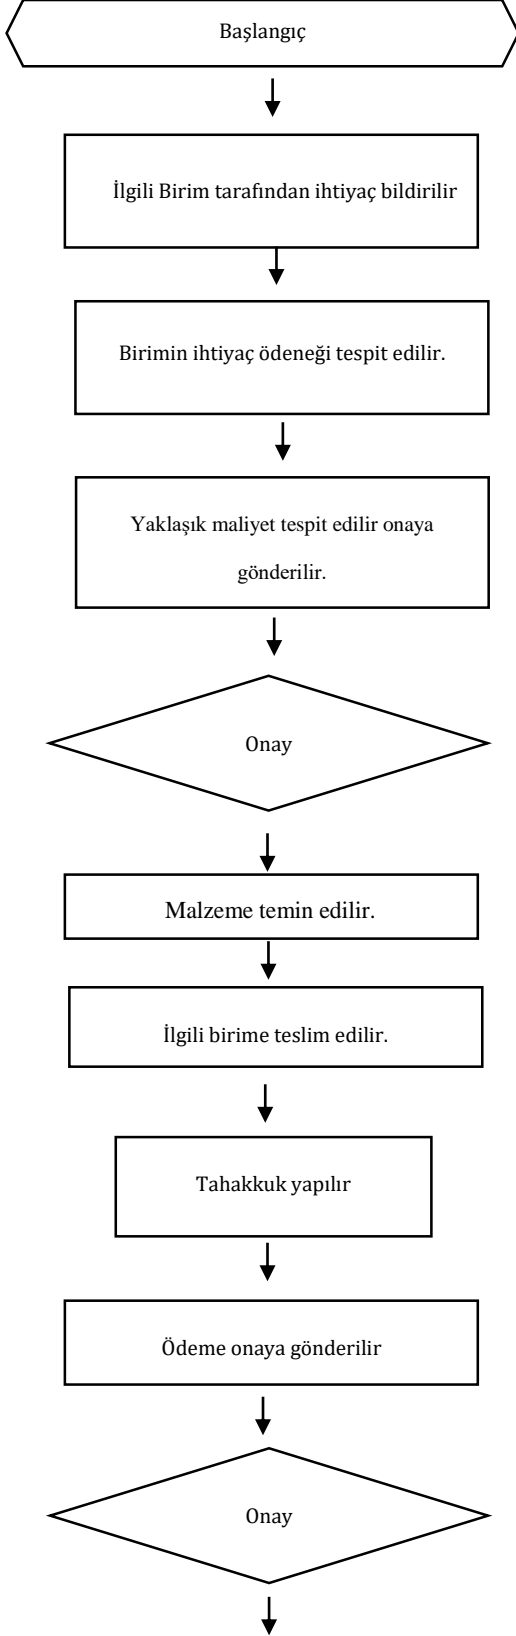 Başlangıç
İlgili Birim tarafından ihtiyaç bildirilir
Birimin ihtiyaç ödeneği tespit edilir.
Yaklaşık maliyet tespit edilir onaya
gönderilir.
Onay
Malzeme temin edilir.
İlgili birime teslim edilir.
Tahakkuk yapılır
Ödeme onaya gönderilir
Onay